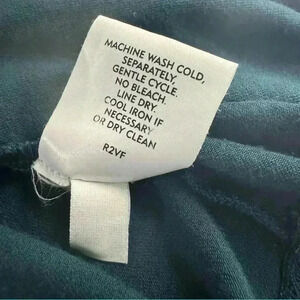 MACHINE WASH COLD,
SEPARATELY.
GENTLE CYCLE.
NO BLEACH.
LINE DRY.
COOL IRON IF
NECESSARY
OR DRY CLEAN
R2VF